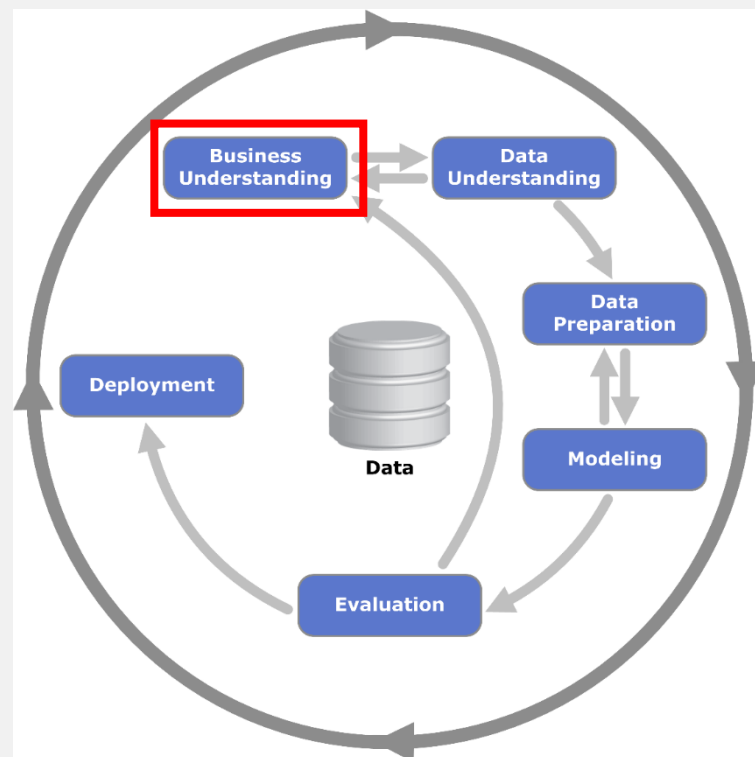 Business
Understanding
Data
Understanding
Data
Preparation
Modeling
Evaluation
Deployment
Data